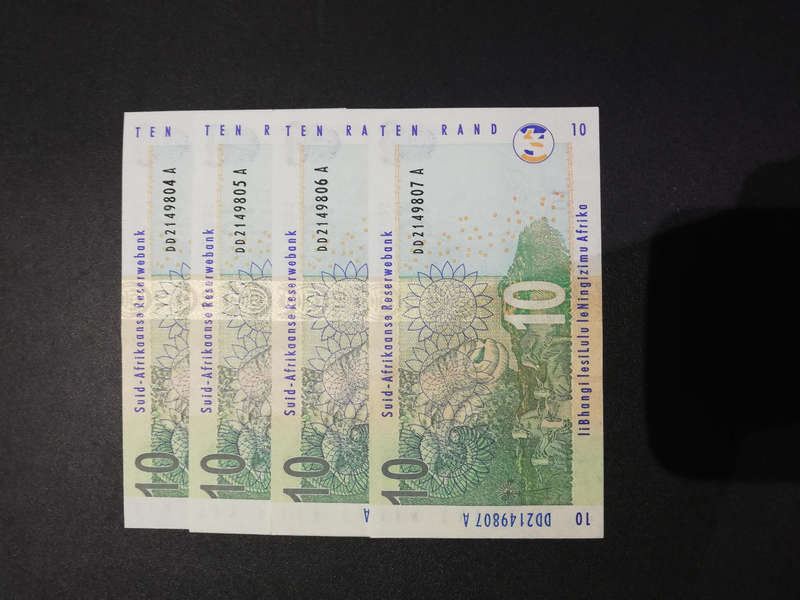 TEN
DD2149804 A
Suid-Afrikaanse Reserwebank
10
TEN R
DD2149805 A
Suid-Afrikaanse Reserwebank
10
TEN RA
DD2149806 A
Suid-Afrikaanse Reserwebank
10
A
TEN RAND
10
DD2149807 A
Suid-Afrikaanse Reserwebank
10
10
liBhangi lesiLulu leNingizimu Afrika
DD2149807 A
10